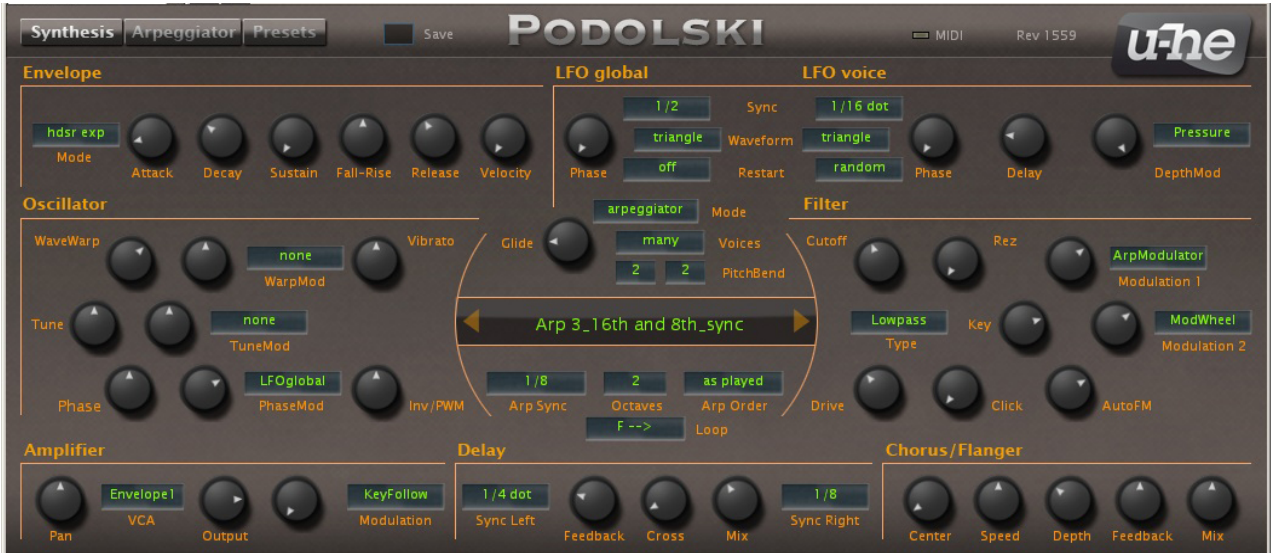 Synthesis Arpeggiator Presets Save PODOLSKI MIDI Rev 1559 u-he
Envelope LFO global LFO voice
1/2 Sync 1/16 dot
hdsr exp triangle Waveform triangle Pressure
Mode off Restart random
Attack Decay Sustain Fall-Rise Release Velocity Phase Phase Delay DepthMod
Oscillator Filter
arpeggiator Mode
WaveWarp Vibrato Glide many Voices Cutoff Rez
none ArpModulator
WarpMod 2 2 PitchBend Modulation 1
Tune none Arp 3_16th and 8th_sync Lowpass Key ModWheel
TuneMod Type Modulation 2
LFOglobal 1/8 2 as played
Phase PhaseMod Inv/PWM Arp Sync Octaves Arp Order Drive Click AutoFM
F --> Loop
Amplifier Delay Chorus/Flanger
Envelope1 KeyFollow 1/4 dot 1/8
VCA Modulation Sync Left Sync Right
Pan Output Feedback Cross Mix Center Speed Depth Feedback Mix